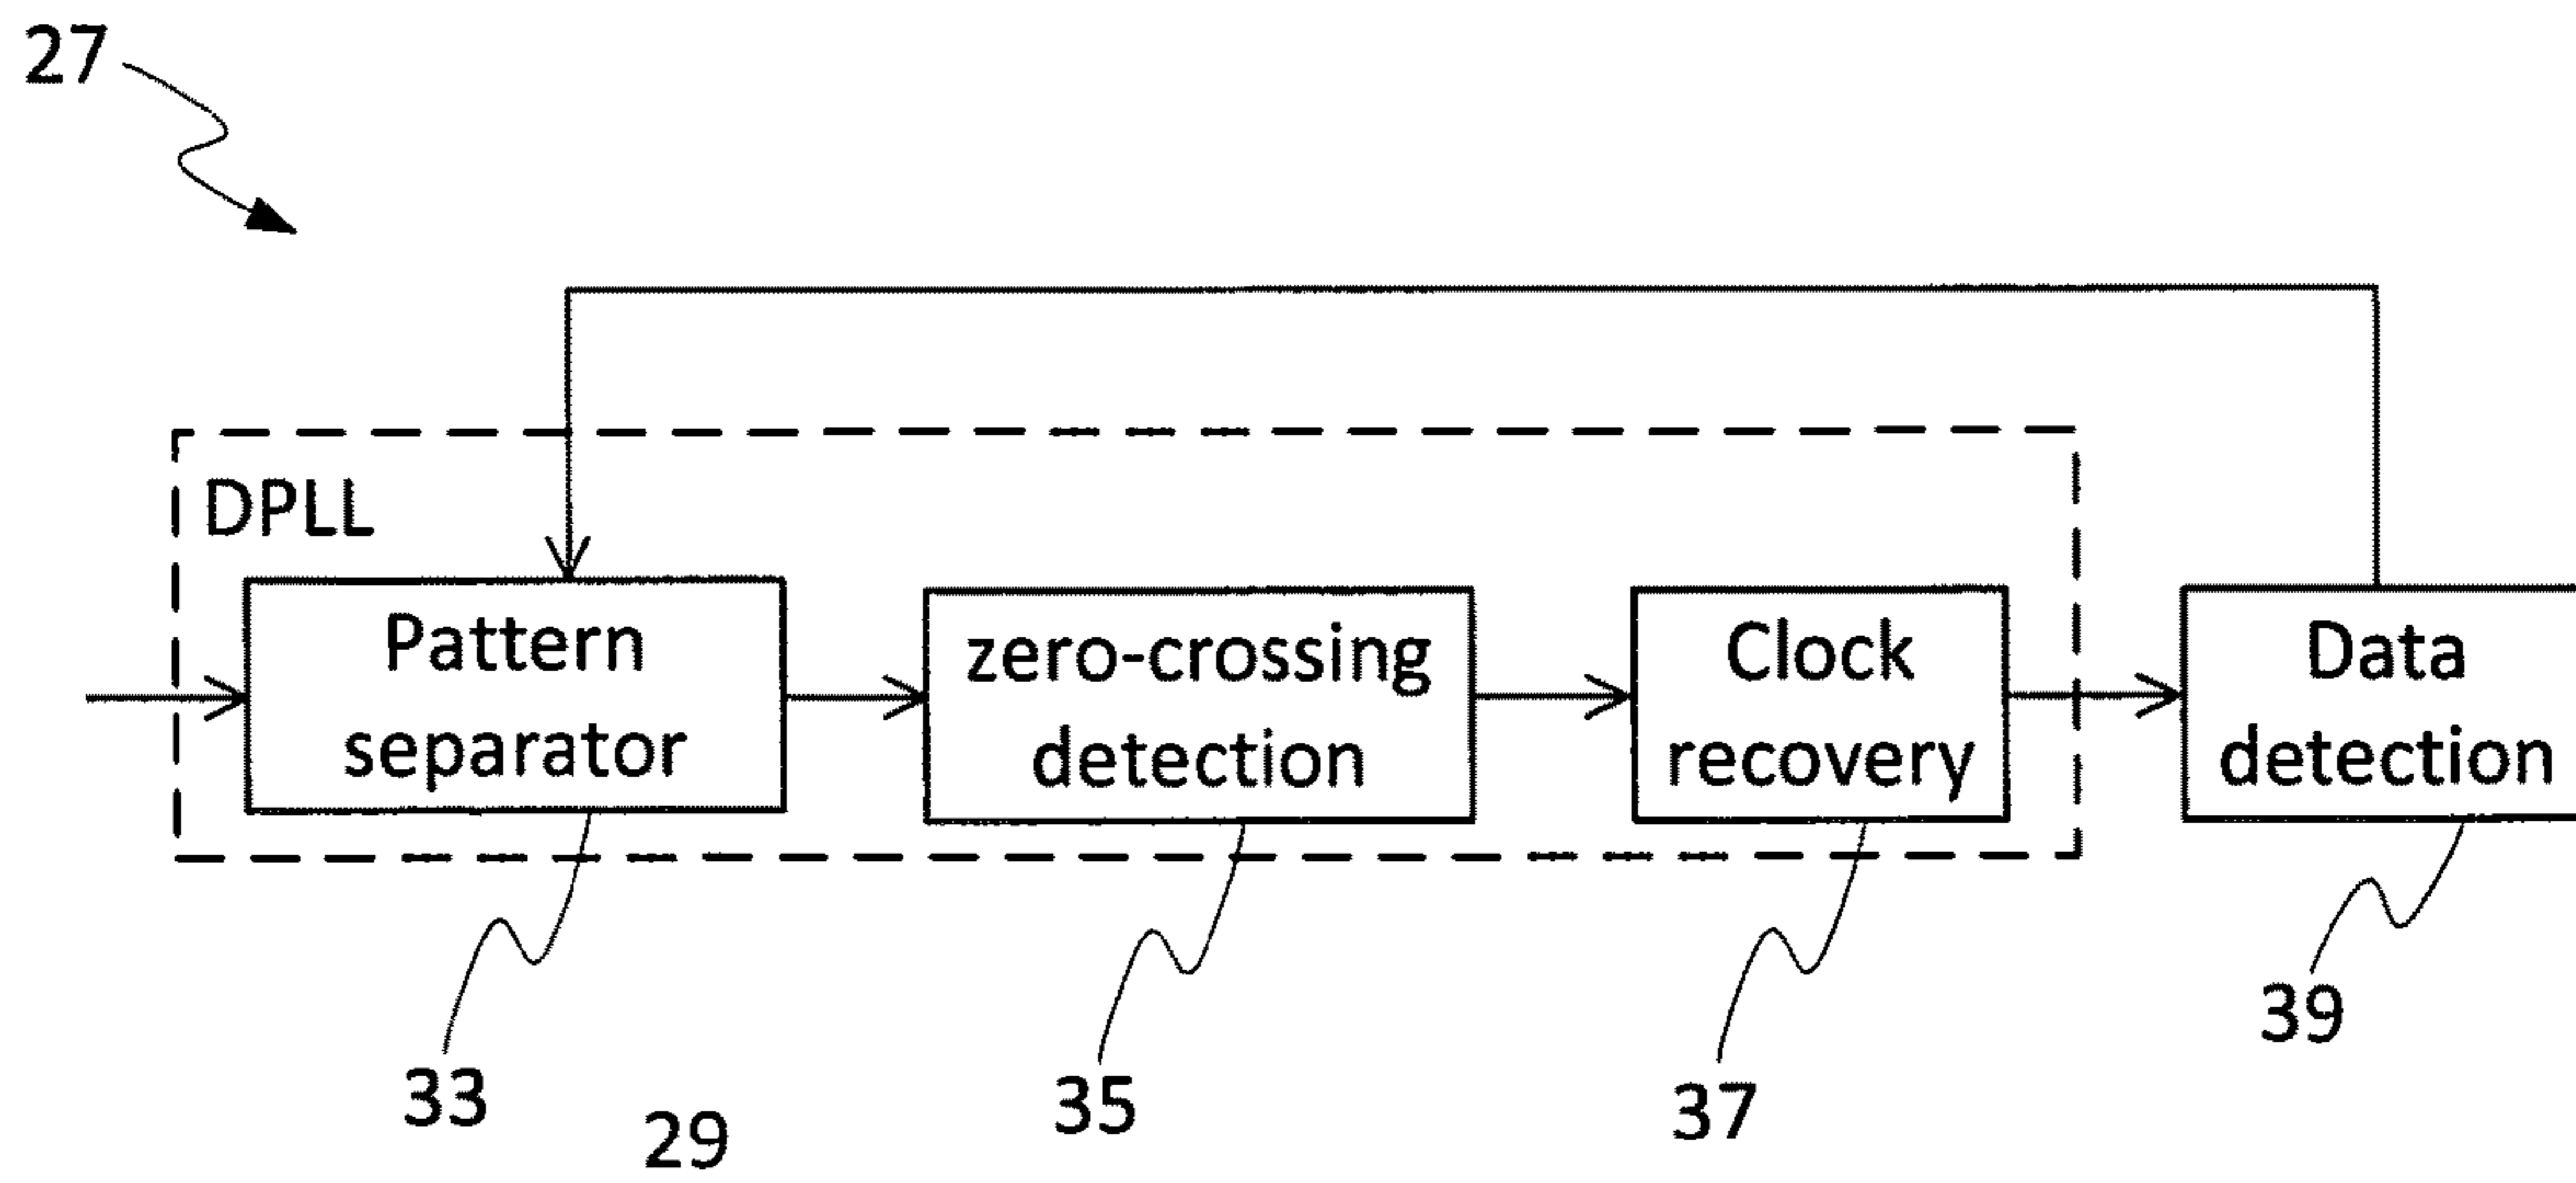 27
DPLL
Pattern
separator
zero-crossing
detection
Clock
recovery
Data
detection
33
29
35
37
39